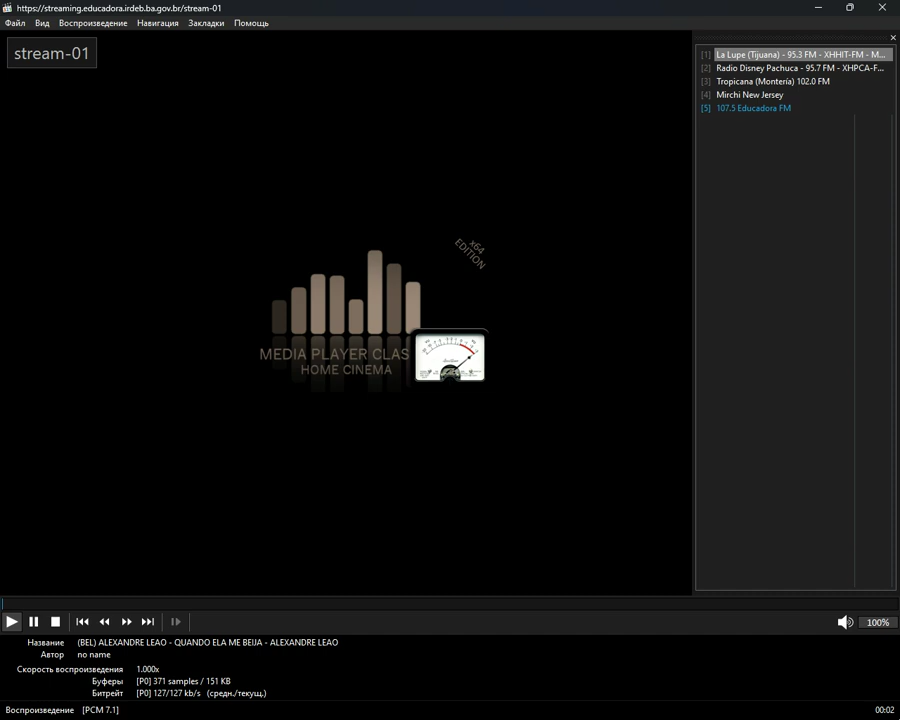 https://streaming.educadora.irdeb.ba.gov.br/stream-01
Файл Вид Воспроизведение Навигация Закладки Помощь
stream-01
[1] La Lupe (Tijuana) - 95.3 FM - XHHIT-FM - M...
[2] Radio Disney Pachuca - 95.7 FM - XHPCA-F...
[3] Tropicana (Montería) 102.0 FM
[4] Mirchi New Jersey
[5] 107.5 Educadora FM
x64
EDITION
MEDIA PLAYER CLAS
HOME CINEMA
100%
Название (BEL) ALEXANDRE LEAO - QUANDO ELA ME BEIJA - ALEXANDRE LEAO
Автор no name
Скорость воспроизведения 1.000x
Буферы [P0] 371 samples / 151 KB
Битрейт [P0] 127/127 kb/s (средн./текущ.)
Воспроизведение [PCM 7.1] 00:02